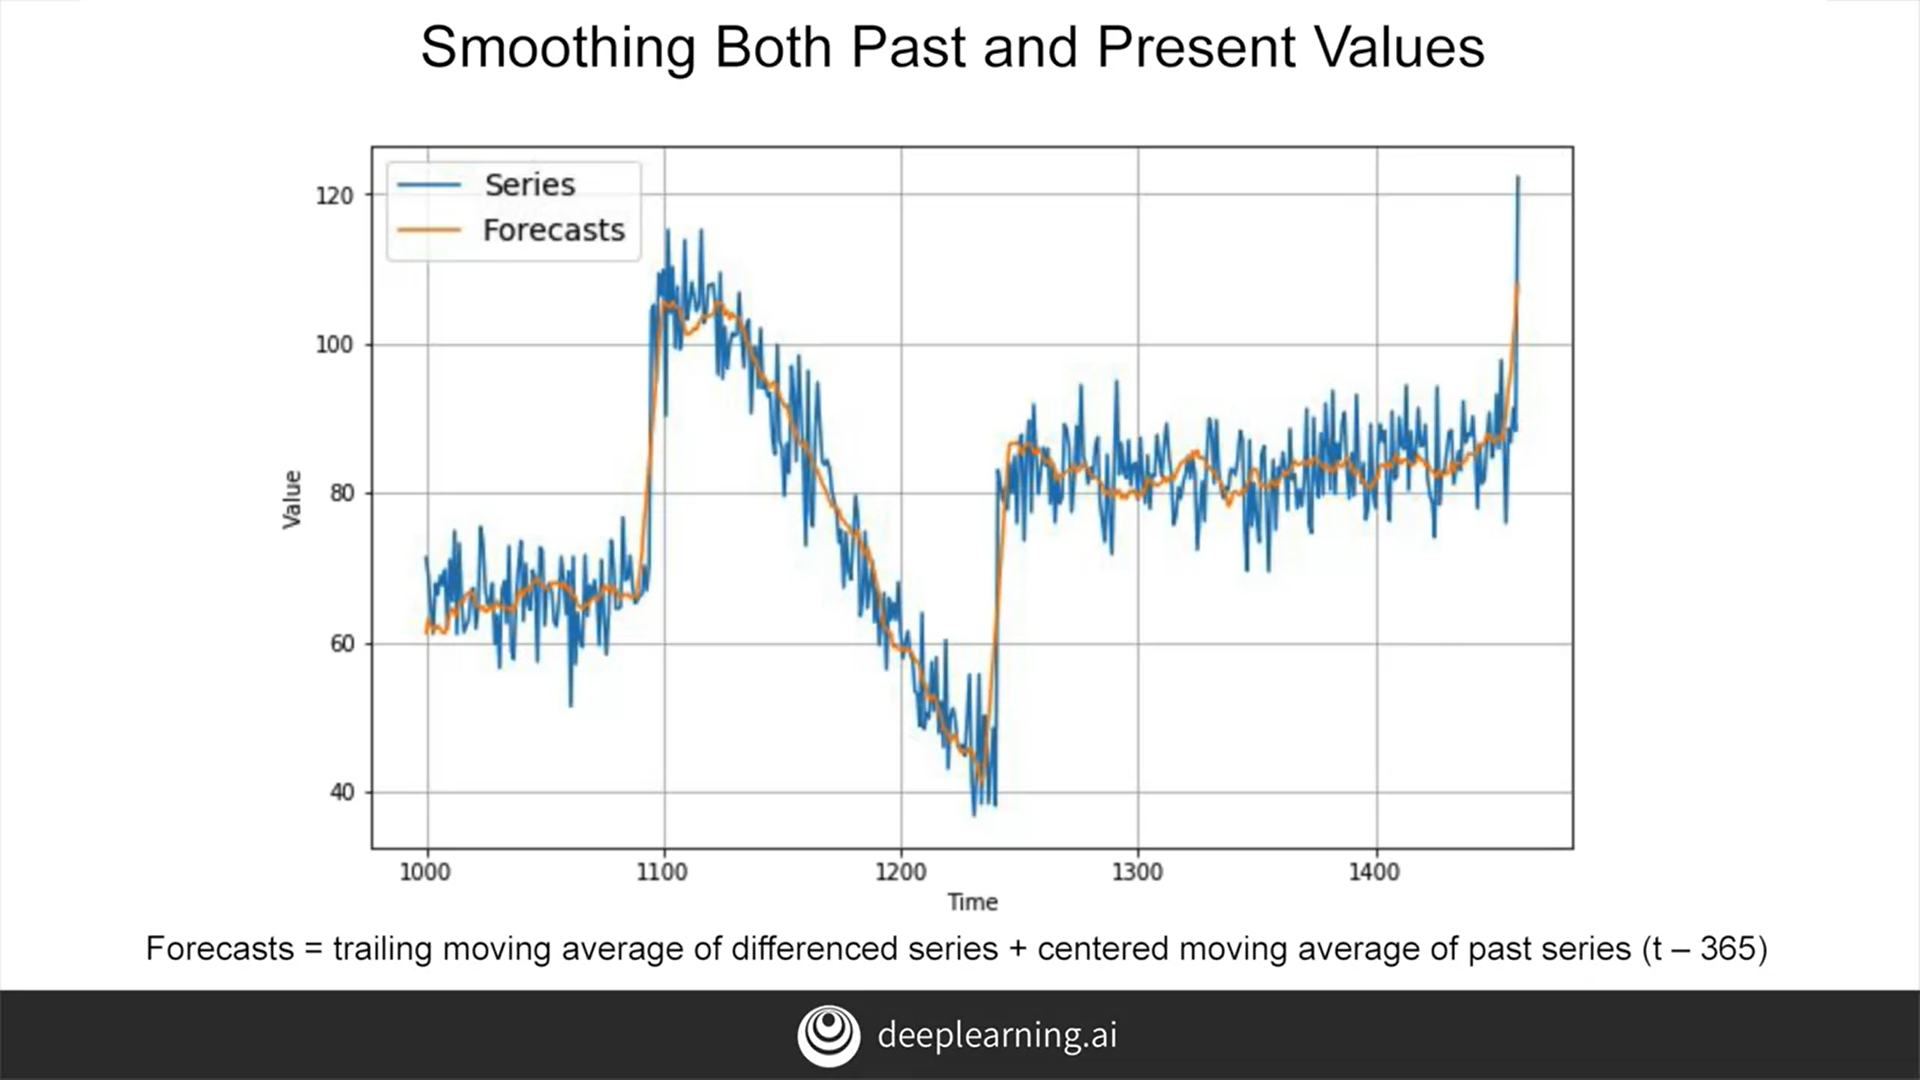 Smoothing Both Past and Present Values
Series
Forecasts
120
100
80
60
40
Value
1000 1100 1200 1300 1400
Time
Forecasts = trailing moving average of differenced series + centered moving average of past series (t – 365)
deeplearning.ai